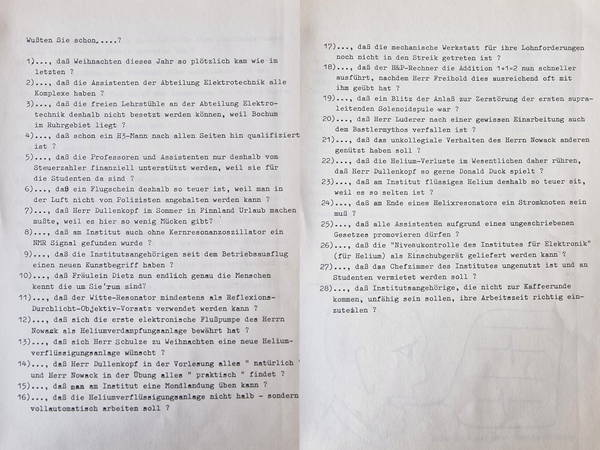 Wußten Sie schon,....?
1)..., daß Weihnachten dieses Jahr so plötzlich kam wie im
letzten ?
2)..., daß die Assistenten der Abteilung Elektrotechnik alle
Komplexe haben ?
3)..., daß die freien Lehrstühle an der Abteilung Elektro-
technik deshalb nicht besetzt werden können, weil Bochum
im Ruhrgebiet liegt ?
4)..., daß schon ein H3-Mann nach allen Seiten hin qualifiziert
ist ?
5)..., daß die Professoren und Assistenten nur deshalb vom
Steuerzahler finanziell unterstützt werden, weil sie für
die Studenten da sind ?
6)..., daß ein Flugschein deshalb so teuer ist, weil man in
der Luft nicht von Polizisten angehalten werden kann ?
7)..., daß Herr Dullenkopf im Sommer in Finnland Urlaub machen
mußte, weil es hier so wenig Mücken gibt?
8)..., daß am Institut auch ohne Kernresonanzoszillator ein
NMR Signal gefunden wurde ?
9)..., daß die Institutsangehörigen seit dem Betriebsausflug
einen neuen Kunstbegriff haben ?
10)..., daß Fräulein Dietz nun endlich genau die Menschen
kennt die um Sie'rum sind?
11)..., daß der Witte-Resonator mindestens als Reflexions-
Durchlicht-Objektiv-Vorsatz verwendet werden kann ?
12)..., daß sich die erste elektronische Flußpumpe des Herrn
Nowack als Heliumverdampfungsanlage bewährt hat ?
13)..., daß sich Herr Schulze zu Weihnachten eine neue Helium-
verflüssigungsanlage wünscht ?
14)..., daß Herr Dullenkopf in der Vorlesung alles " natürlich "
und Herr Nowack in der Übung alles " praktisch " findet ?
15)..., daß man am Institut eine Mondlandung üben kann ?
16)..., daß die Heliumverflüssigungsanlage nicht halb - sondern
vollautomatisch arbeiten soll ?
17)..., daß die mechanische Werkstatt für ihre Lohnforderungen
noch nicht in den Streik getreten ist ?
18)..., daß der H&P-Rechner die Addition 1+1=2 nun schneller
ausführt, nachdem Herr Freihold dies ausreichend oft mit
ihm geübt hat ?
19)..., daß ein Blitz der Anlaß zur Zerstörung der ersten supra-
leitenden Solenoidspule war ?
20)..., daß Herr Luderer nach einer gewissen Einarbeitung auch
dem Bastlermythos verfallen ist ?
21)..., daß das unkollegiale Verhalten des Herrn Nowack anderen
genützt haben soll ?
22)..., daß die Helium-Verluste im Wesentlichen daher rühren,
daß Herr Dullenkopf so gerne Donald Duck spielt ?
23)..., daß am Institut flüssiges Helium deshalb so teuer sit,
weil es so selten ist ?
24)..., daß am Ende eines Helixresonators ein Stromknoten sein
muß ?
25)..., daß alle Assistenten aufgrund eines ungeschriebenen
Gesetzes promovieren dürfen ?
26)..., daß die "Niveaukontrolle des Institutes für Elektronik"
(für Helium) als Einschubgerät geliefert werden kann ?
27)..., daß das Chefzimmer des Institutes ungenutzt ist und an
Studenten vermietet werden soll ?
28)..., daß Institutsangehörige, die nicht zur Kaffeerunde
kommen, unfähig sein sollen, ihre Arbeitszeit richtig ein-
zuteilen ?